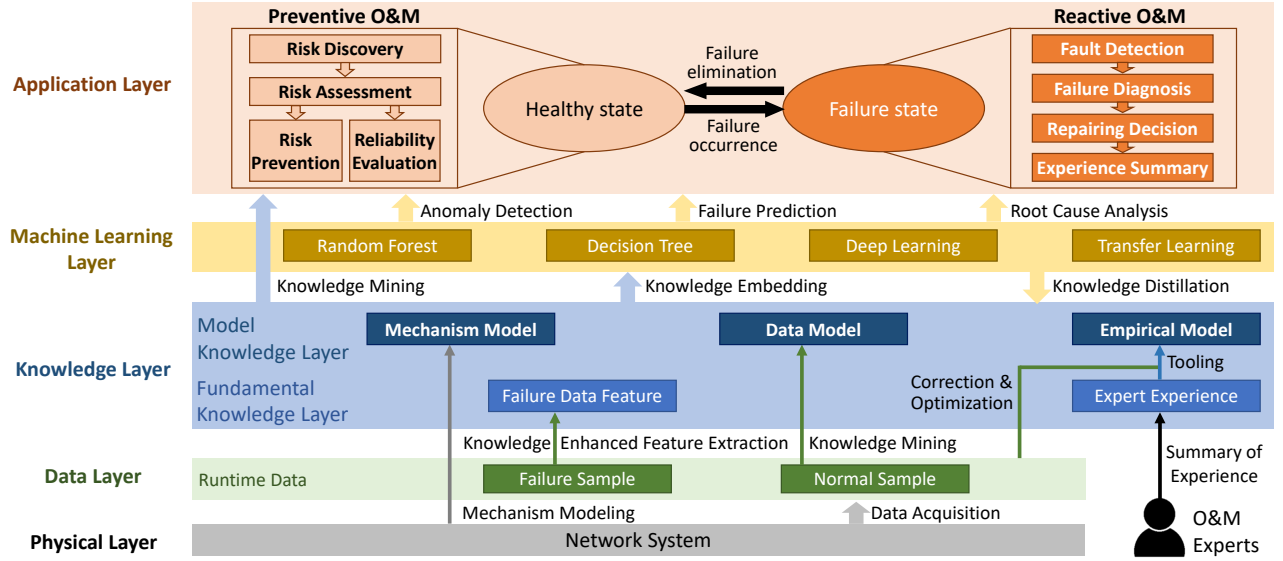 Preventive O&M
Reactive O&M
Application Layer
Risk Discovery
Risk Assessment
Risk
Prevention
Reliability
Evaluation
Healthy state
Failure
elimination
Failure
occurrence
Failure state
Fault Detection
Failure Diagnosis
Repairing Decision
Experience Summary
Anomaly Detection
Failure Prediction
Root Cause Analysis
Machine Learning
Layer
Random Forest
Decision Tree
Deep Learning
Transfer Learning
Knowledge Mining
Knowledge Embedding
Knowledge Distillation
Knowledge Layer
Model
Knowledge Layer
Mechanism Model
Data Model
Empirical Model
Tooling
Fundamental
Knowledge Layer
Failure Data Feature
Correction &
Optimization
Expert Experience
Knowledge Enhanced Feature Extraction
Knowledge Mining
Summary of
Experience
Data Layer
Runtime Data
Failure Sample
Normal Sample
Mechanism Modeling
Data Acquisition
O&M
Experts
Physical Layer
Network System